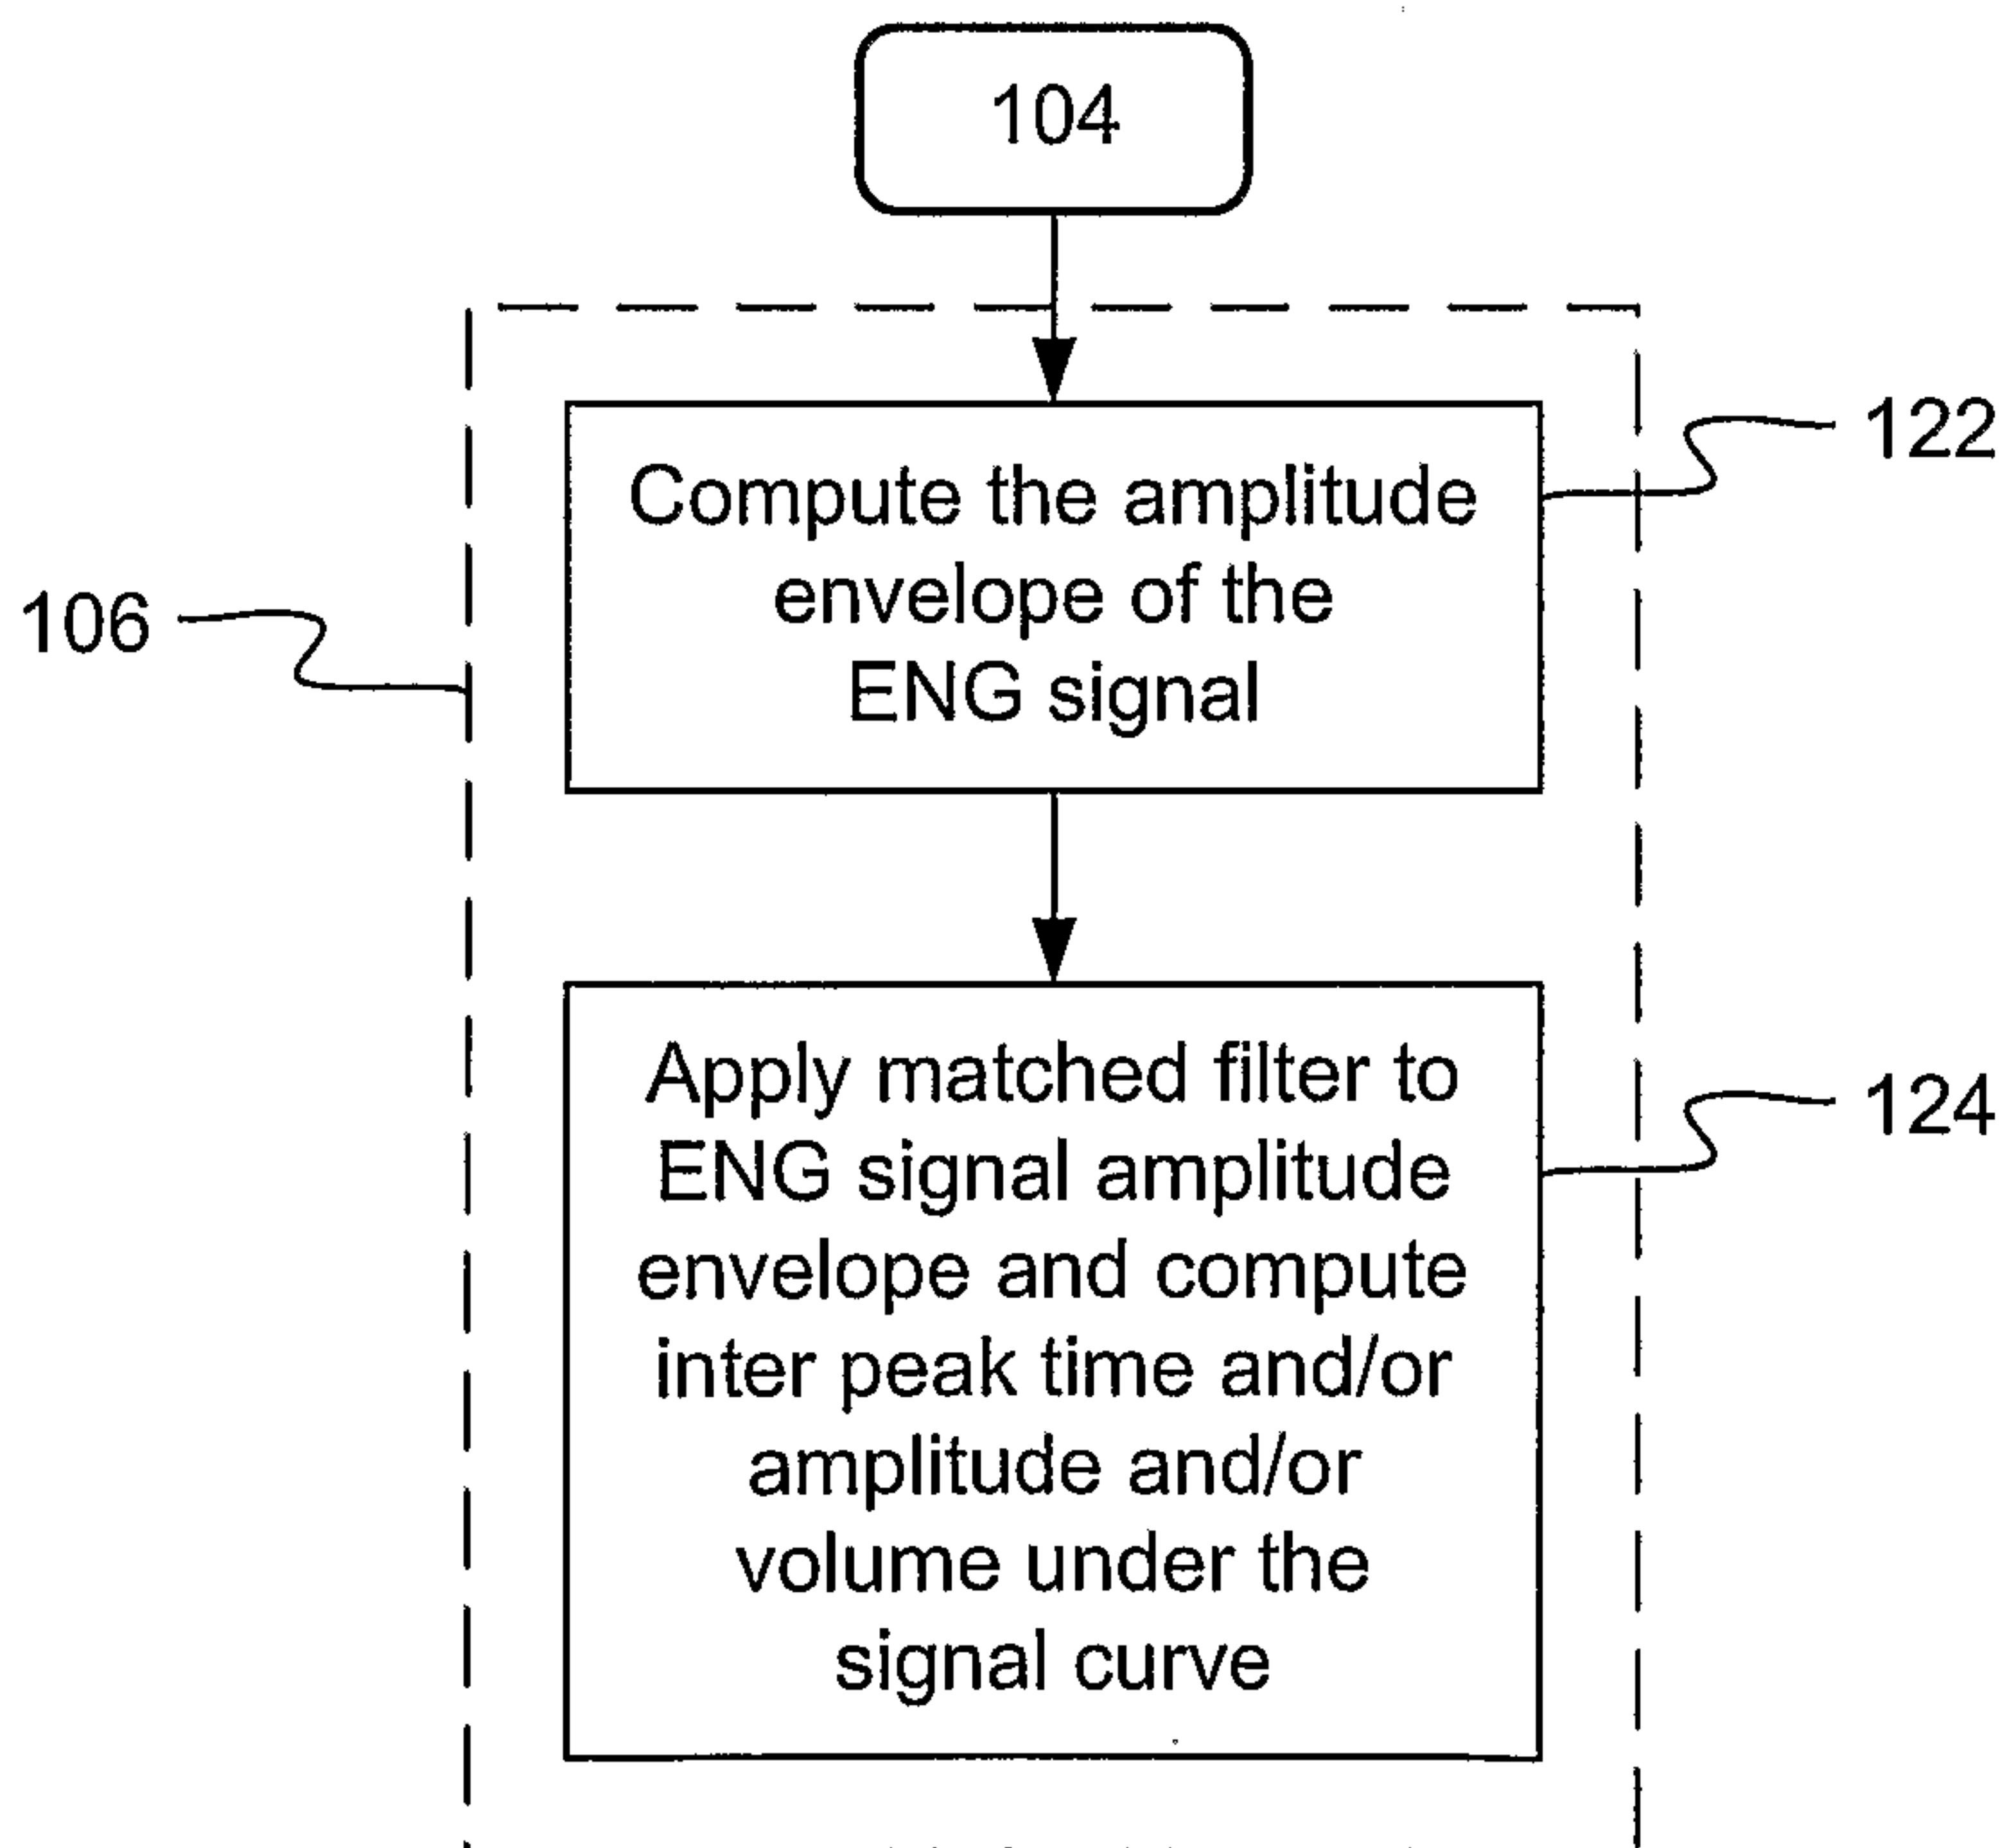 104
122
Compute the amplitude
envelope of the
ENG signal
106
124
Apply matched filter to
ENG signal amplitude
envelope and compute
inter peak time and/or
amplitude and/or
volume under the
signal curve